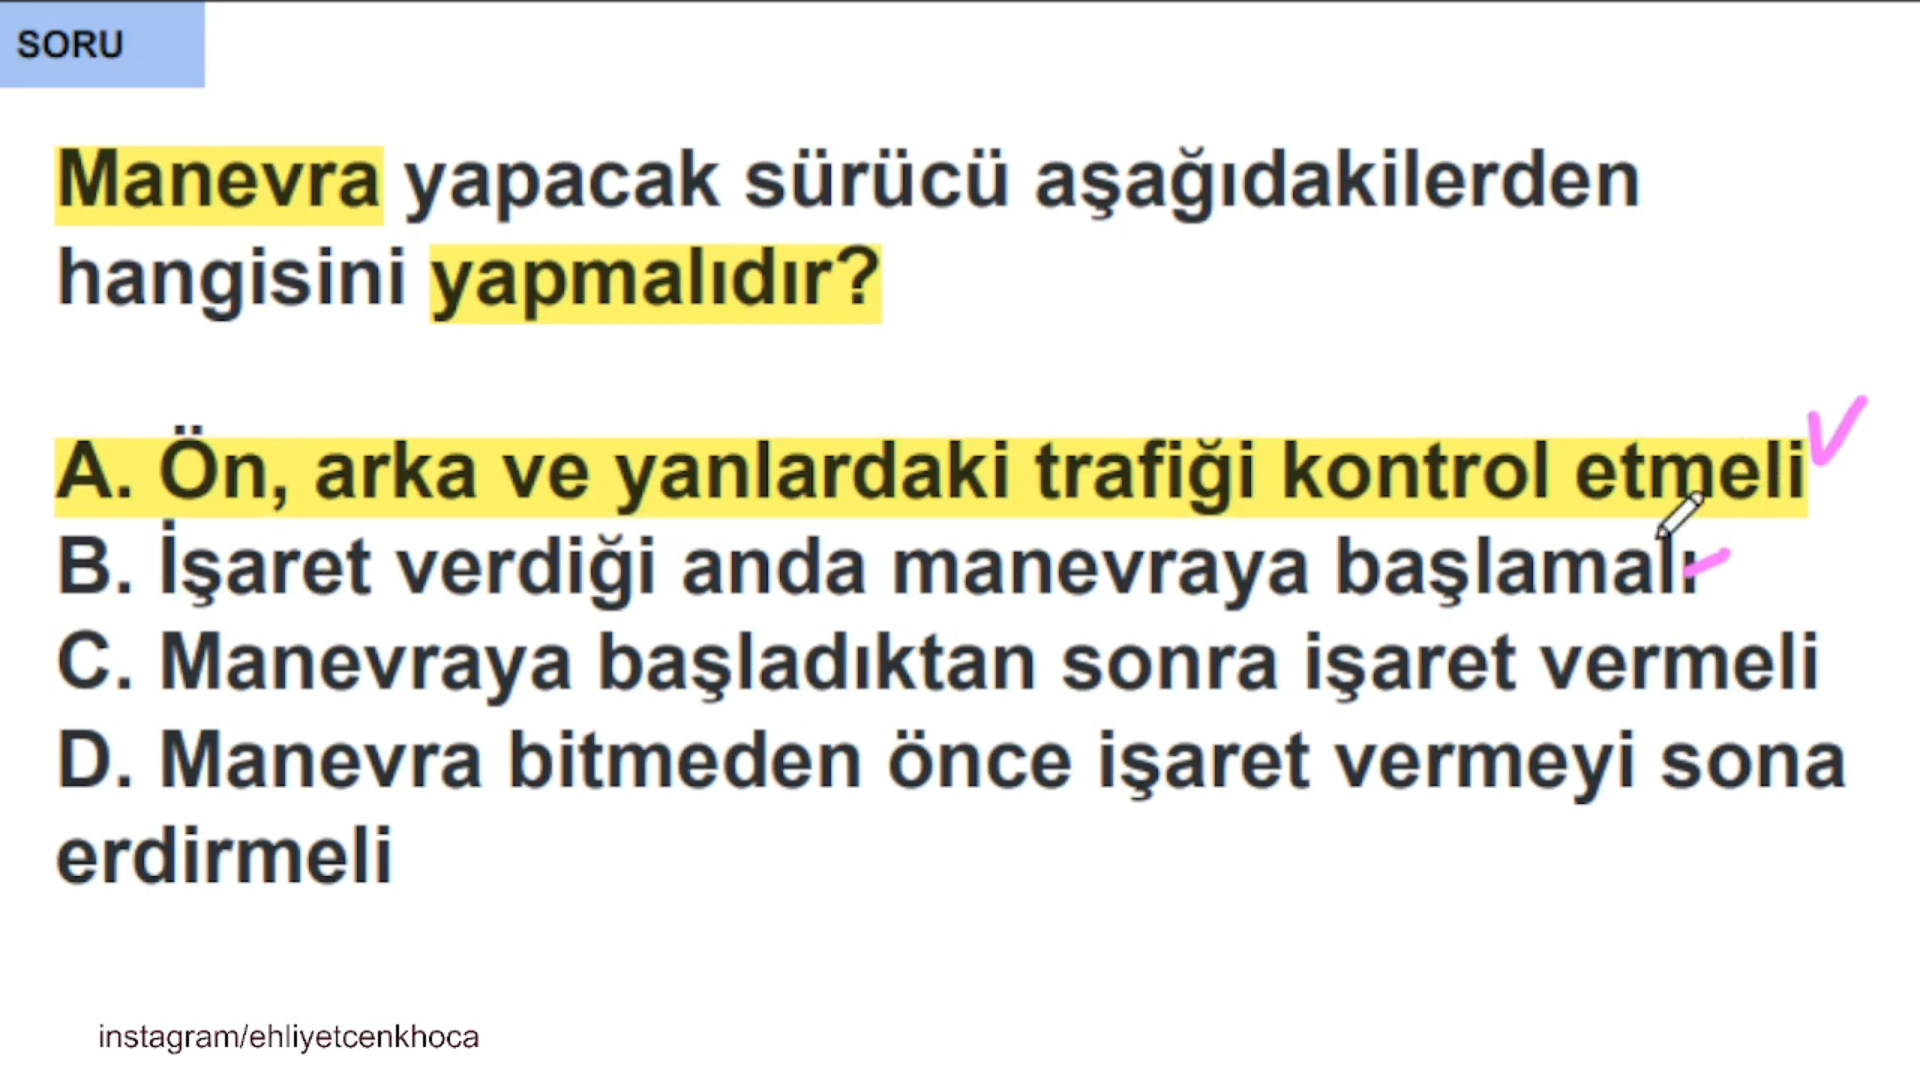 SORU
Manevra yapacak sürücü aşağıdakilerden
hangisini yapmalıdır?
A. Ön, arka ve yanlardaki trafiği kontrol etmeli
B. İşaret verdiği anda manevraya başlamalı
C. Manevraya başladıktan sonra işaret vermeli
D. Manevra bitmeden önce işaret vermeyi sona
erdirmeli
instagram/ehliyetcenkhoca